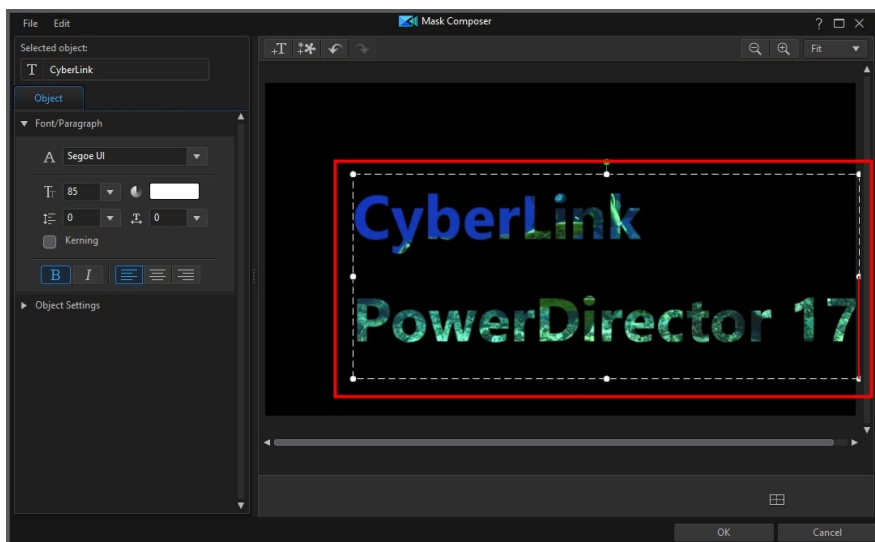 File Edit Mask Composer ?
Selected object:
T CyberLink
+T Fit
Object
Font/Paragraph
A Segoe UI
TT 85
0 T 0
Kerning
B I
Object Settings
CyberLink
PowerDirector 17
OK Cancel